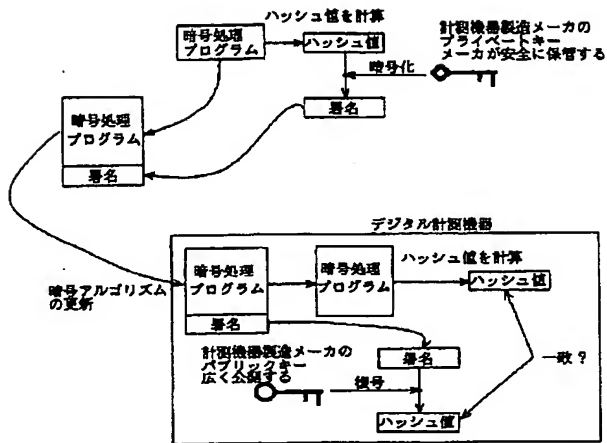 ハッシュ値を計算
暗号処理
プログラム
ハッシュ値
計測機器製造メーカの
プライベートキー
メーカが安全に保管する
暗号化
署名
暗号処理
プログラム
署名
デジタル計測機器
暗号アルゴリズム
の更新
暗号処理
プログラム
署名
暗号処理
プログラム
ハッシュ値を計算
ハッシュ値
計測機器製造メーカの
パブリックキー
広く公開する
署名
一致？
復号
ハッシュ値